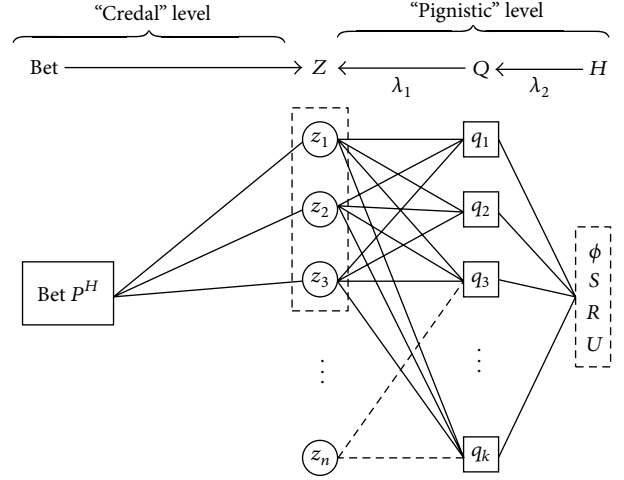 “Credal” level
“Pignistic” level
Bet
Z
Q
H
λ1
λ2
z1
q1
z2
q2
z3
q3
Bet P^H
ϕ
S
R
U
⋮
⋮
zn
qk